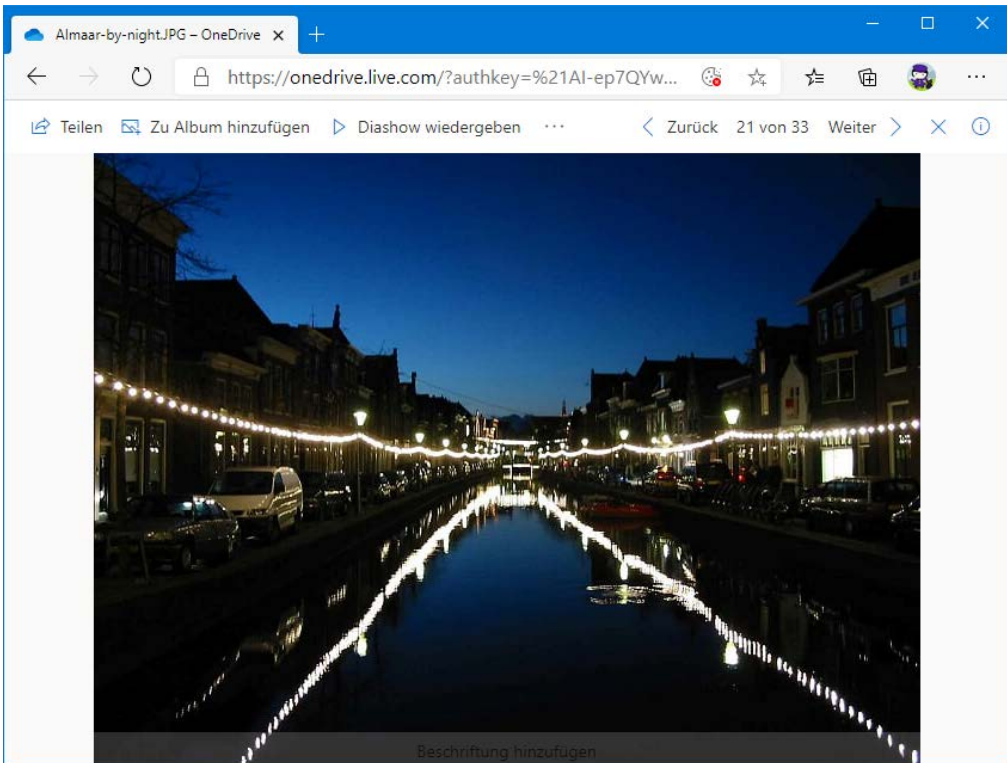 Almaar-by-night.JPG – OneDrive
https://onedrive.live.com/?authkey=%21AI-ep7QYw...
Teilen Zu Album hinzufügen Diashow wiedergeben ... Zurück 21 von 33 Weiter
Beschriftung hinzufügen